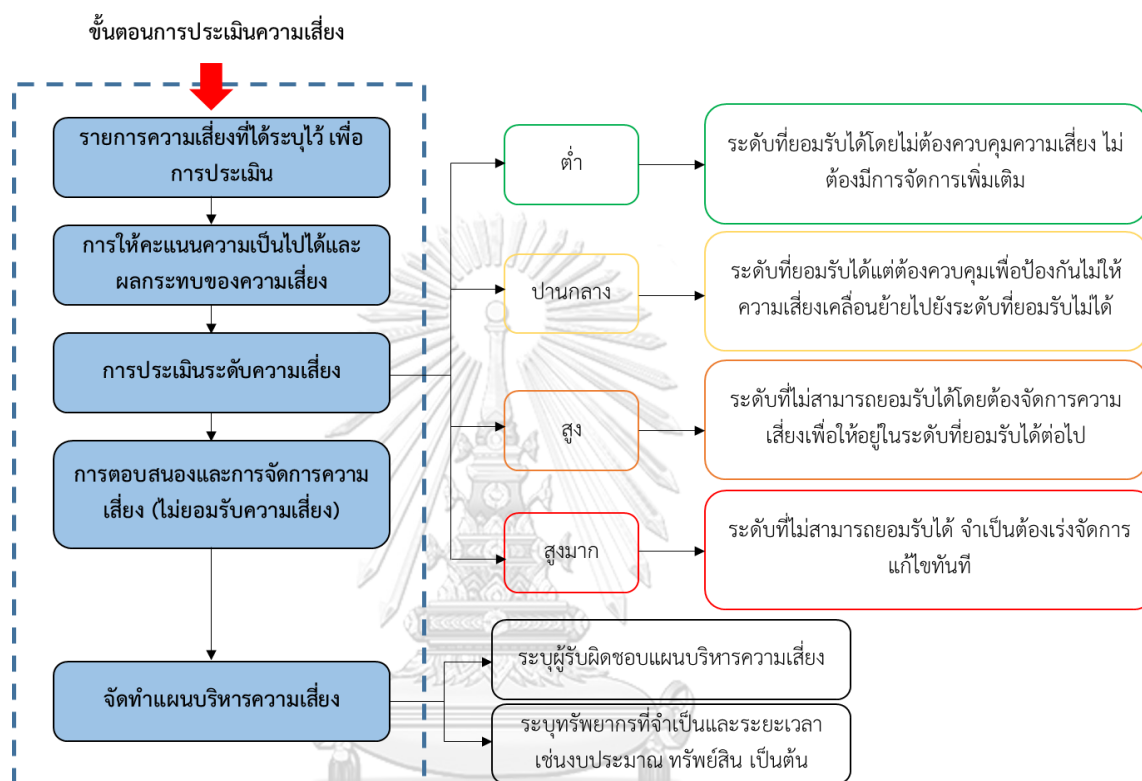 ขั้นตอนการประเมินความเสี่ยง
รายการความเสี่ยงที่ได้ระบุไว้ เพื่อ
การประเมิน
การให้คะแนนความเป็นไปได้และ
ผลกระทบของความเสี่ยง
การประเมินระดับความเสี่ยง
การตอบสนองและการจัดการความ
เสี่ยง (ไม่ยอมรับความเสี่ยง)
จัดทำแผนบริหารความเสี่ยง
ต่ำ
ระดับที่ยอมรับได้โดยไม่ต้องควบคุมความเสี่ยง ไม่
ต้องมีการจัดการเพิ่มเติม
ปานกลาง
ระดับที่ยอมรับได้แต่ต้องควบคุมเพื่อป้องกันไม่ให้
ความเสี่ยงเคลื่อนย้ายไปยังระดับที่ยอมรับไม่ได้
สูง
ระดับที่ไม่สามารถยอมรับได้โดยต้องจัดการความ
เสี่ยงเพื่อให้อยู่ในระดับที่ยอมรับได้ต่อไป
สูงมาก
ระดับที่ไม่สามารถยอมรับได้ จำเป็นต้องเร่งจัดการ
แก้ไขทันที
ระบุผู้รับผิดชอบแผนบริหารความเสี่ยง
ระบุทรัพยากรที่จำเป็นและระยะเวลา
เช่นงบประมาณ ทรัพย์สิน เป็นต้น